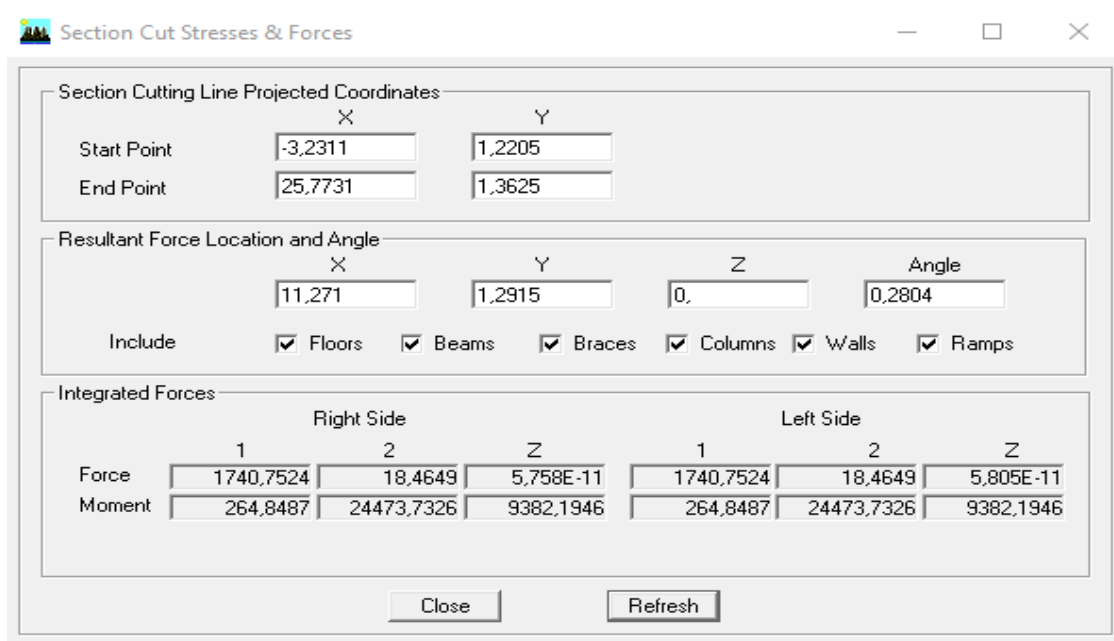 Section Cut Stresses & Forces
Section Cutting Line Projected Coordinates
X Y
Start Point -3,2311 1,2205
End Point 25,7731 1,3625
Resultant Force Location and Angle
X Y Z Angle
11,271 1,2915 0, 0,2804
Include Floors Beams Braces Columns Walls Ramps
Integrated Forces
Right Side Left Side
1 2 Z 1 2 Z
Force 1740,7524 18,4649 5,758E-11 1740,7524 18,4649 5,805E-11
Moment 264,8487 24473,7326 9382,1946 264,8487 24473,7326 9382,1946
Close Refresh